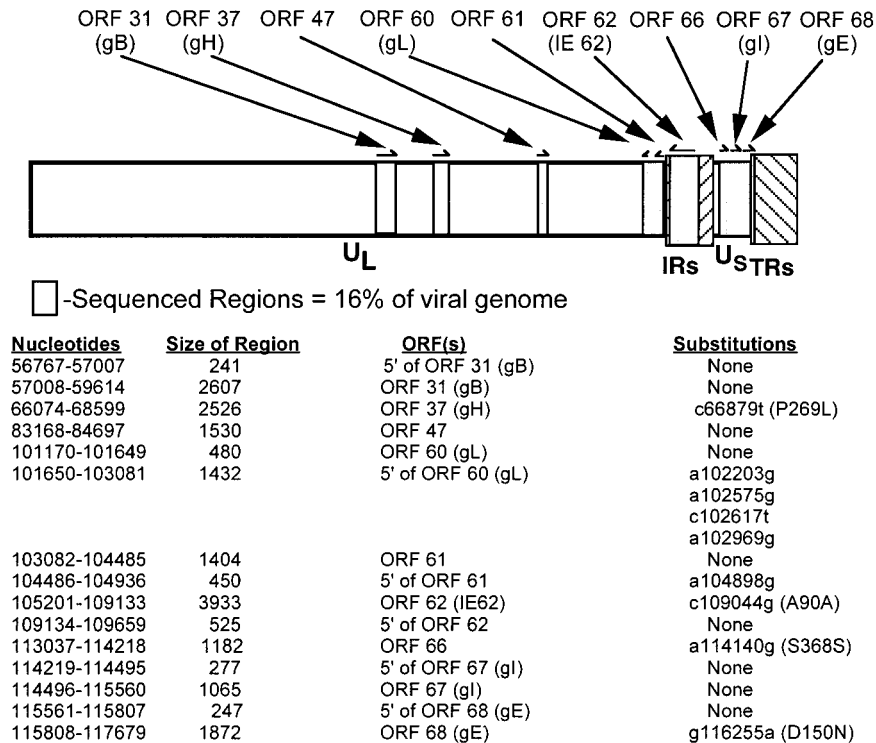 ORF 31 ORF 37 ORF 47 ORF 60 ORF 61 ORF 62 ORF 66 ORF 67 ORF 68
(gB) (gH) (gL) (IE 62) (gI) (gE)
UL IRs US TRs
-Sequenced Regions = 16% of viral genome
Nucleotides Size of Region ORF(s) Substitutions
56767-57007 241 5' of ORF 31 (gB) None
57008-59614 2607 ORF 31 (gB) None
66074-68599 2526 ORF 37 (gH) c66879t (P269L)
83168-84697 1530 ORF 47 None
101170-101649 480 ORF 60 (gL) None
101650-103081 1432 5' of ORF 60 (gL) a102203g
a102575g
c102617t
a102969g
103082-104485 1404 ORF 61 None
104486-104936 450 5' of ORF 61 a104898g
105201-109133 3933 ORF 62 (IE62) c109044g (A90A)
109134-109659 525 5' of ORF 62 None
113037-114218 1182 ORF 66 a114140g (S368S)
114219-114495 277 5' of ORF 67 (gI) None
114496-115560 1065 ORF 67 (gI) None
115561-115807 247 5' of ORF 68 (gE) None
115808-117679 1872 ORF 68 (gE) g116255a (D150N)